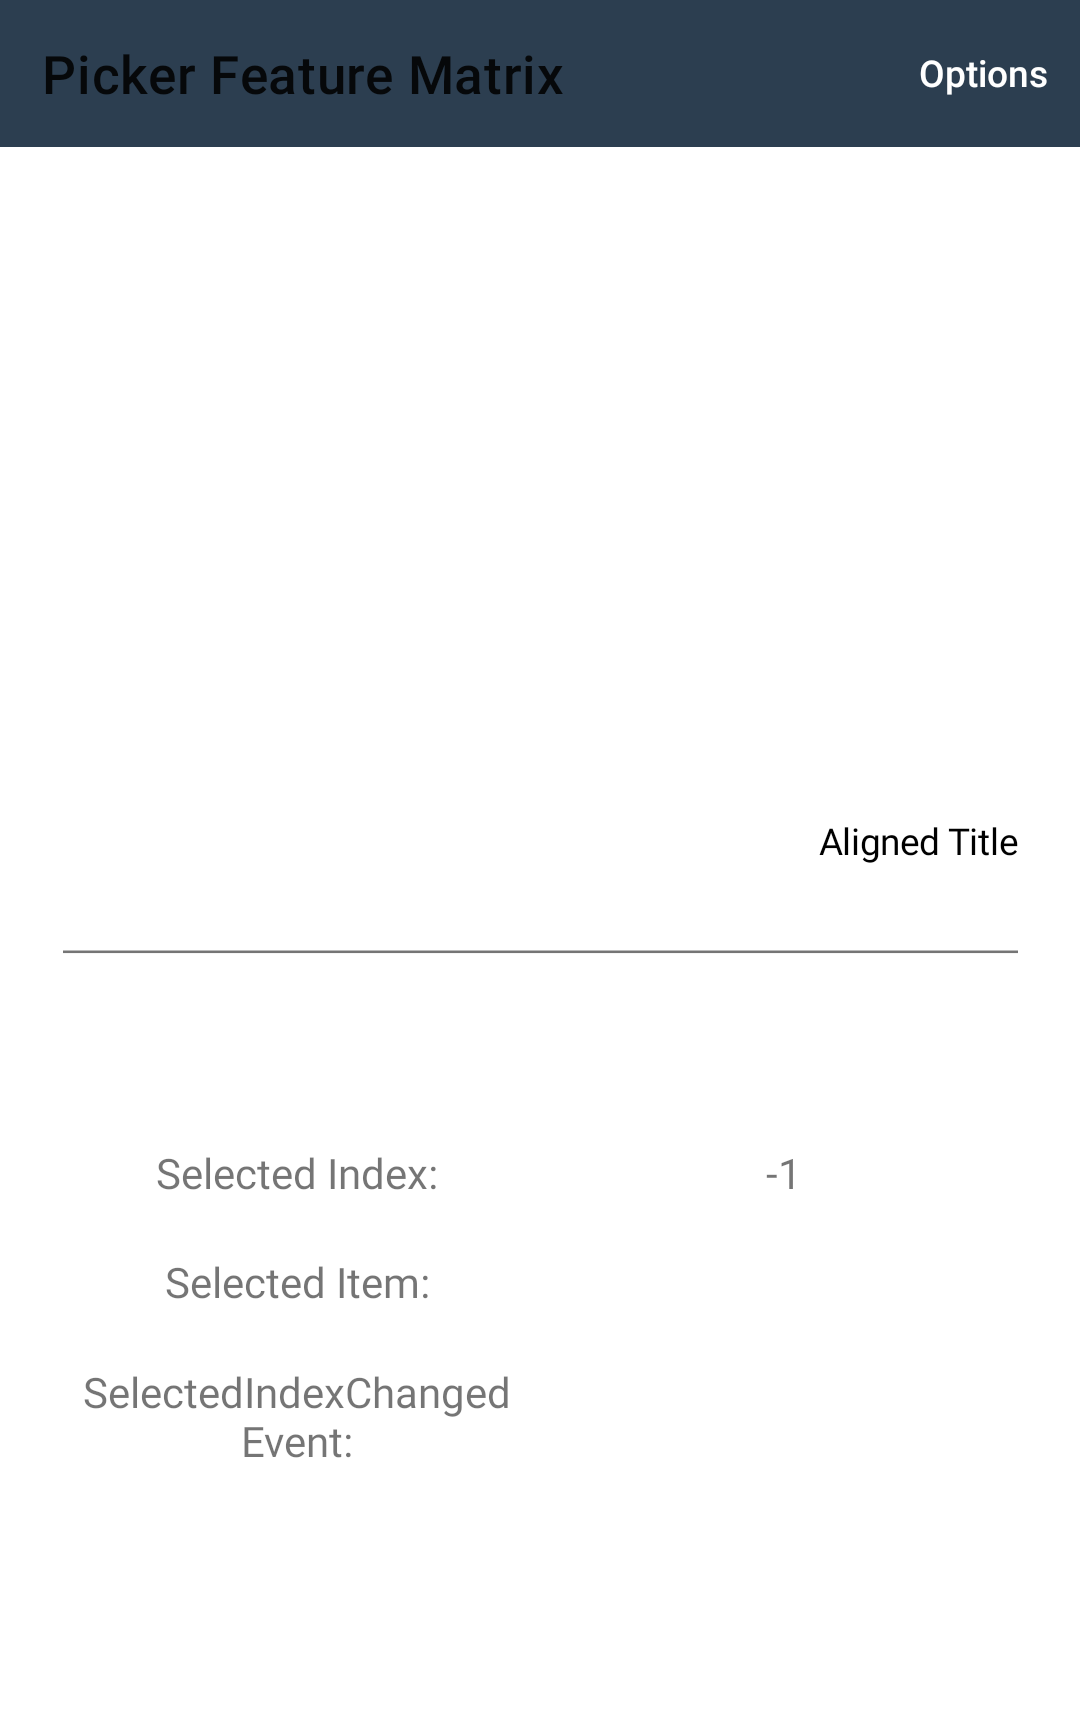 Picker Feature Matrix
Options
Aligned Title
Selected Index:
-1
Selected Item:
SelectedIndexChanged
Event: